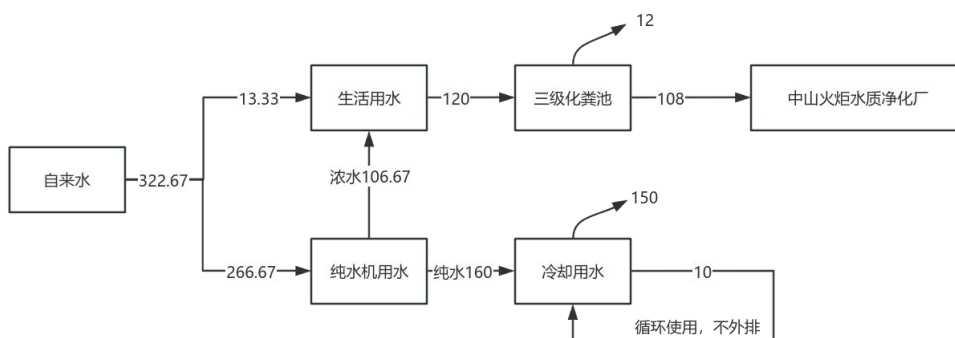 12
13.33
生活用水
120
三级化粪池
108
中山火炬水质净化厂
自来水
322.67
浓水106.67
150
266.67
纯水机用水
纯水160
冷却用水
10
循环使用，不外排